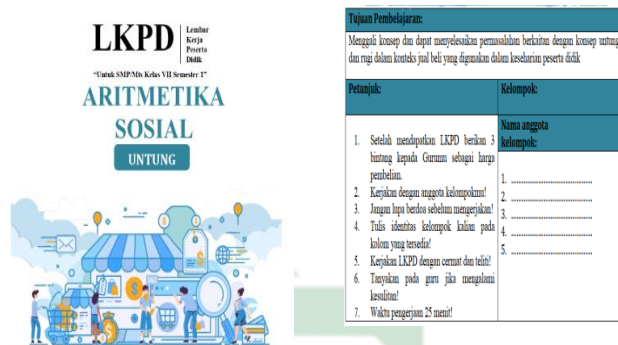 LKPD
Lembar
Kerja
Peserta
Didik
“Untuk SMP/Mts Kelas VII Semester 1”
ARITMETIKA
SOSIAL
UNTUNG
Tujuan Pembelajaran:
Menggali konsep dan dapat menyelesaikan permasalahan berkaitan dengan konsep untung
dan rugi dalam konteks jual beli yang digunakan dalam keseharian peserta didik
Petunjuk:
1. Setelah mendapatkan LKPD berikan 3
bintang kepada Gurumu sebagai harga
pembelian.
2. Kerjakan dengan anggota kelompokmu!
3. Jangan lupa berdoa sebelum mengerjakan!
4. Tulis identitas kelompok kalian pada
kolom yang tersedia!
5. Kerjakan LKPD dengan cermat dan teliti!
6. Tanyakan pada guru jika mengalami
kesulitan!
7. Waktu pengerjaan 25 menit!
Kelompok:
Nama anggota
kelompok:
1. ........................................
2. ........................................
3. ........................................
4. ........................................
5. ........................................